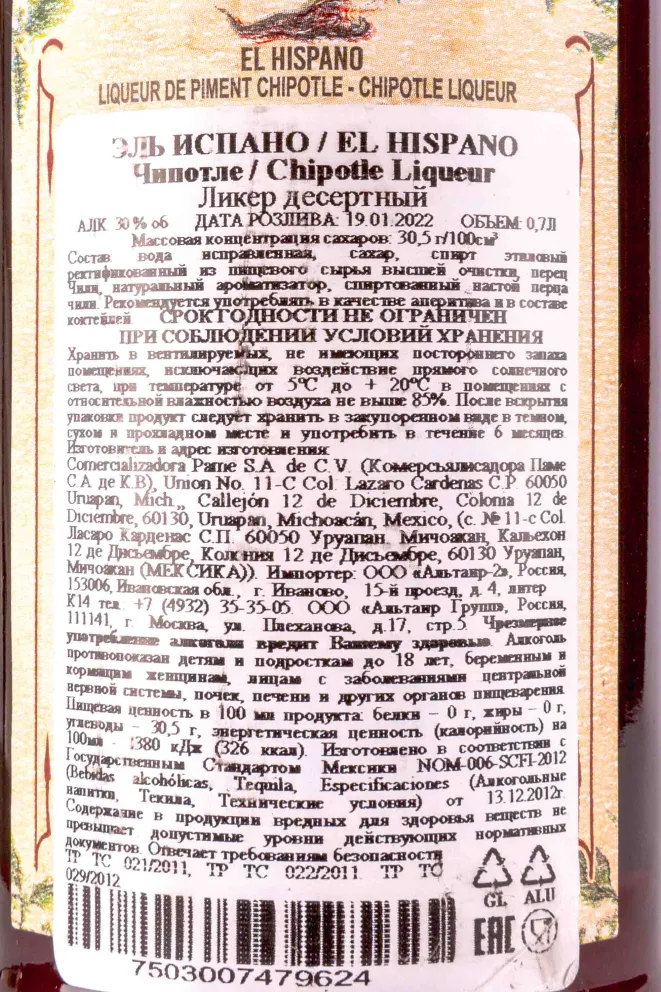 EL HISPANO
LIQUEUR DE PIMENT CHIPOTLE - CHIPOTLE LIQUEUR
ЭЛЬ ИСПАНО / EL HISPANO
Чипотле / Chipotle Liqueur
Ликер десертный
АЛК. 30 % об ДАТА РОЗЛИВА: 19.01.2022 ОБЪЕМ: 0,7Л
Массовая концентрация сахаров: 30,5 г/100см³
Состав: вода исправленная, сахар, спирт этиловый
ректификованный из пищевого сырья высшей очистки, перец
Чили, натуральный ароматизатор, спиртованный настой перца
чили. Рекомендуется употреблять в качестве аперитива и в составе
коктейлей. СРОК ГОДНОСТИ НЕ ОГРАНИЧЕН
ПРИ СОБЛЮДЕНИИ УСЛОВИЙ ХРАНЕНИЯ
Хранить в вентилируемых, не имеющих постороннего запаха
помещениях, исключающих воздействие прямого солнечного
света, при температуре от 5°С до + 20°С в помещениях с
относительной влажностью воздуха не выше 85%. После вскрытия
упаковки продукт следует хранить в закупоренном виде в темном,
сухом и прохладном месте и употребить в течение 6 месяцев.
Изготовитель и адрес изготовления:
Comercializadora Pame S.A. de C.V. (Комерсьялисадора Паме
С.А. де К.В), Union No. 11-C Col. Lazaro Cardenas C.P. 60050
Uruapan, Mich., Callejón 12 de Diciembre, Colonia 12 de
Diciembre, 60130, Uruapan, Michoacán, Mexico, (с. № 11-с Col.
Ласаро Карденас С.П. 60050 Уруапан, Мичоакан, Кальехон
12 де Дисьембре, Колония 12 де Дисьембре, 60130 Уруапан,
Мичоакан (МЕКСИКА)). Импортер: ООО «Альтаир-2», Россия,
153006, Ивановская обл., г. Иваново, 15-й проезд, д. 4, литер
К14 тел. +7 (4932) 35-35-05. ООО «Альтаир Групп», Россия,
111141, г. Москва, ул. Плеханова, д.17, стр.5. Чрезмерное
употребление алкоголя вредит Вашему здоровью. Алкоголь
противопоказан детям и подросткам до 18 лет, беременным и
кормящим женщинам, лицам с заболеваниями центральной
нервной системы, почек, печени и других органов пищеварения.
Пищевая ценность в 100 мл продукта: белки – 0 г, жиры – 0 г,
углеводы – 30,5 г, энергетическая ценность (калорийность) на
100мл - 1380 кДж (326 ккал). Изготовлено в соответствии с
Государственным Стандартом Мексики NOM-006-SCFI-2012
(Bebidas alcohólicas, Tequila, Especificaciones (Алкогольные
напитки, Текила, Технические условия) от 13.12.2012г.
Содержание в продукции вредных для здоровья веществ не
превышает допустимые уровни действующих нормативных
документов. Отвечает требованиям безопасности
ТР ТС 021/2011, ТР ТС 022/2011. ТР ТС
029/2012
GL ALU
EAC
7503007479624